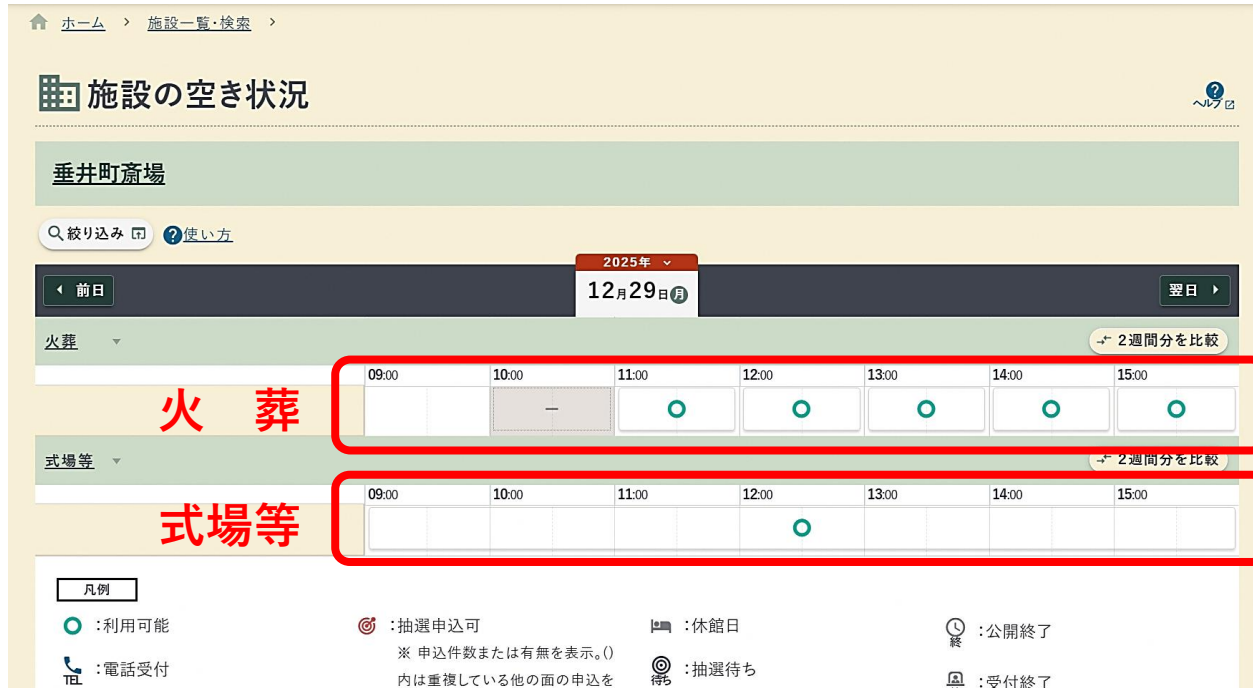 ホーム > 施設一覧・検索 >
施設の空き状況
ヘルプ
垂井町斎場
絞り込み ?使い方
2025年
前日 12月29日月 翌日
火葬 2週間分を比較
09:00 10:00 11:00 12:00 13:00 14:00 15:00
火 葬
－
式場等 2週間分を比較
09:00 10:00 11:00 12:00 13:00 14:00 15:00
式場等
凡例
:利用可能 :抽選申込可 :休館日 終 :公開終了
※ 申込件数または有無を表示。()
TEL :電話受付 内は重複している他の面の申込を 待ち :抽選待ち :受付終了